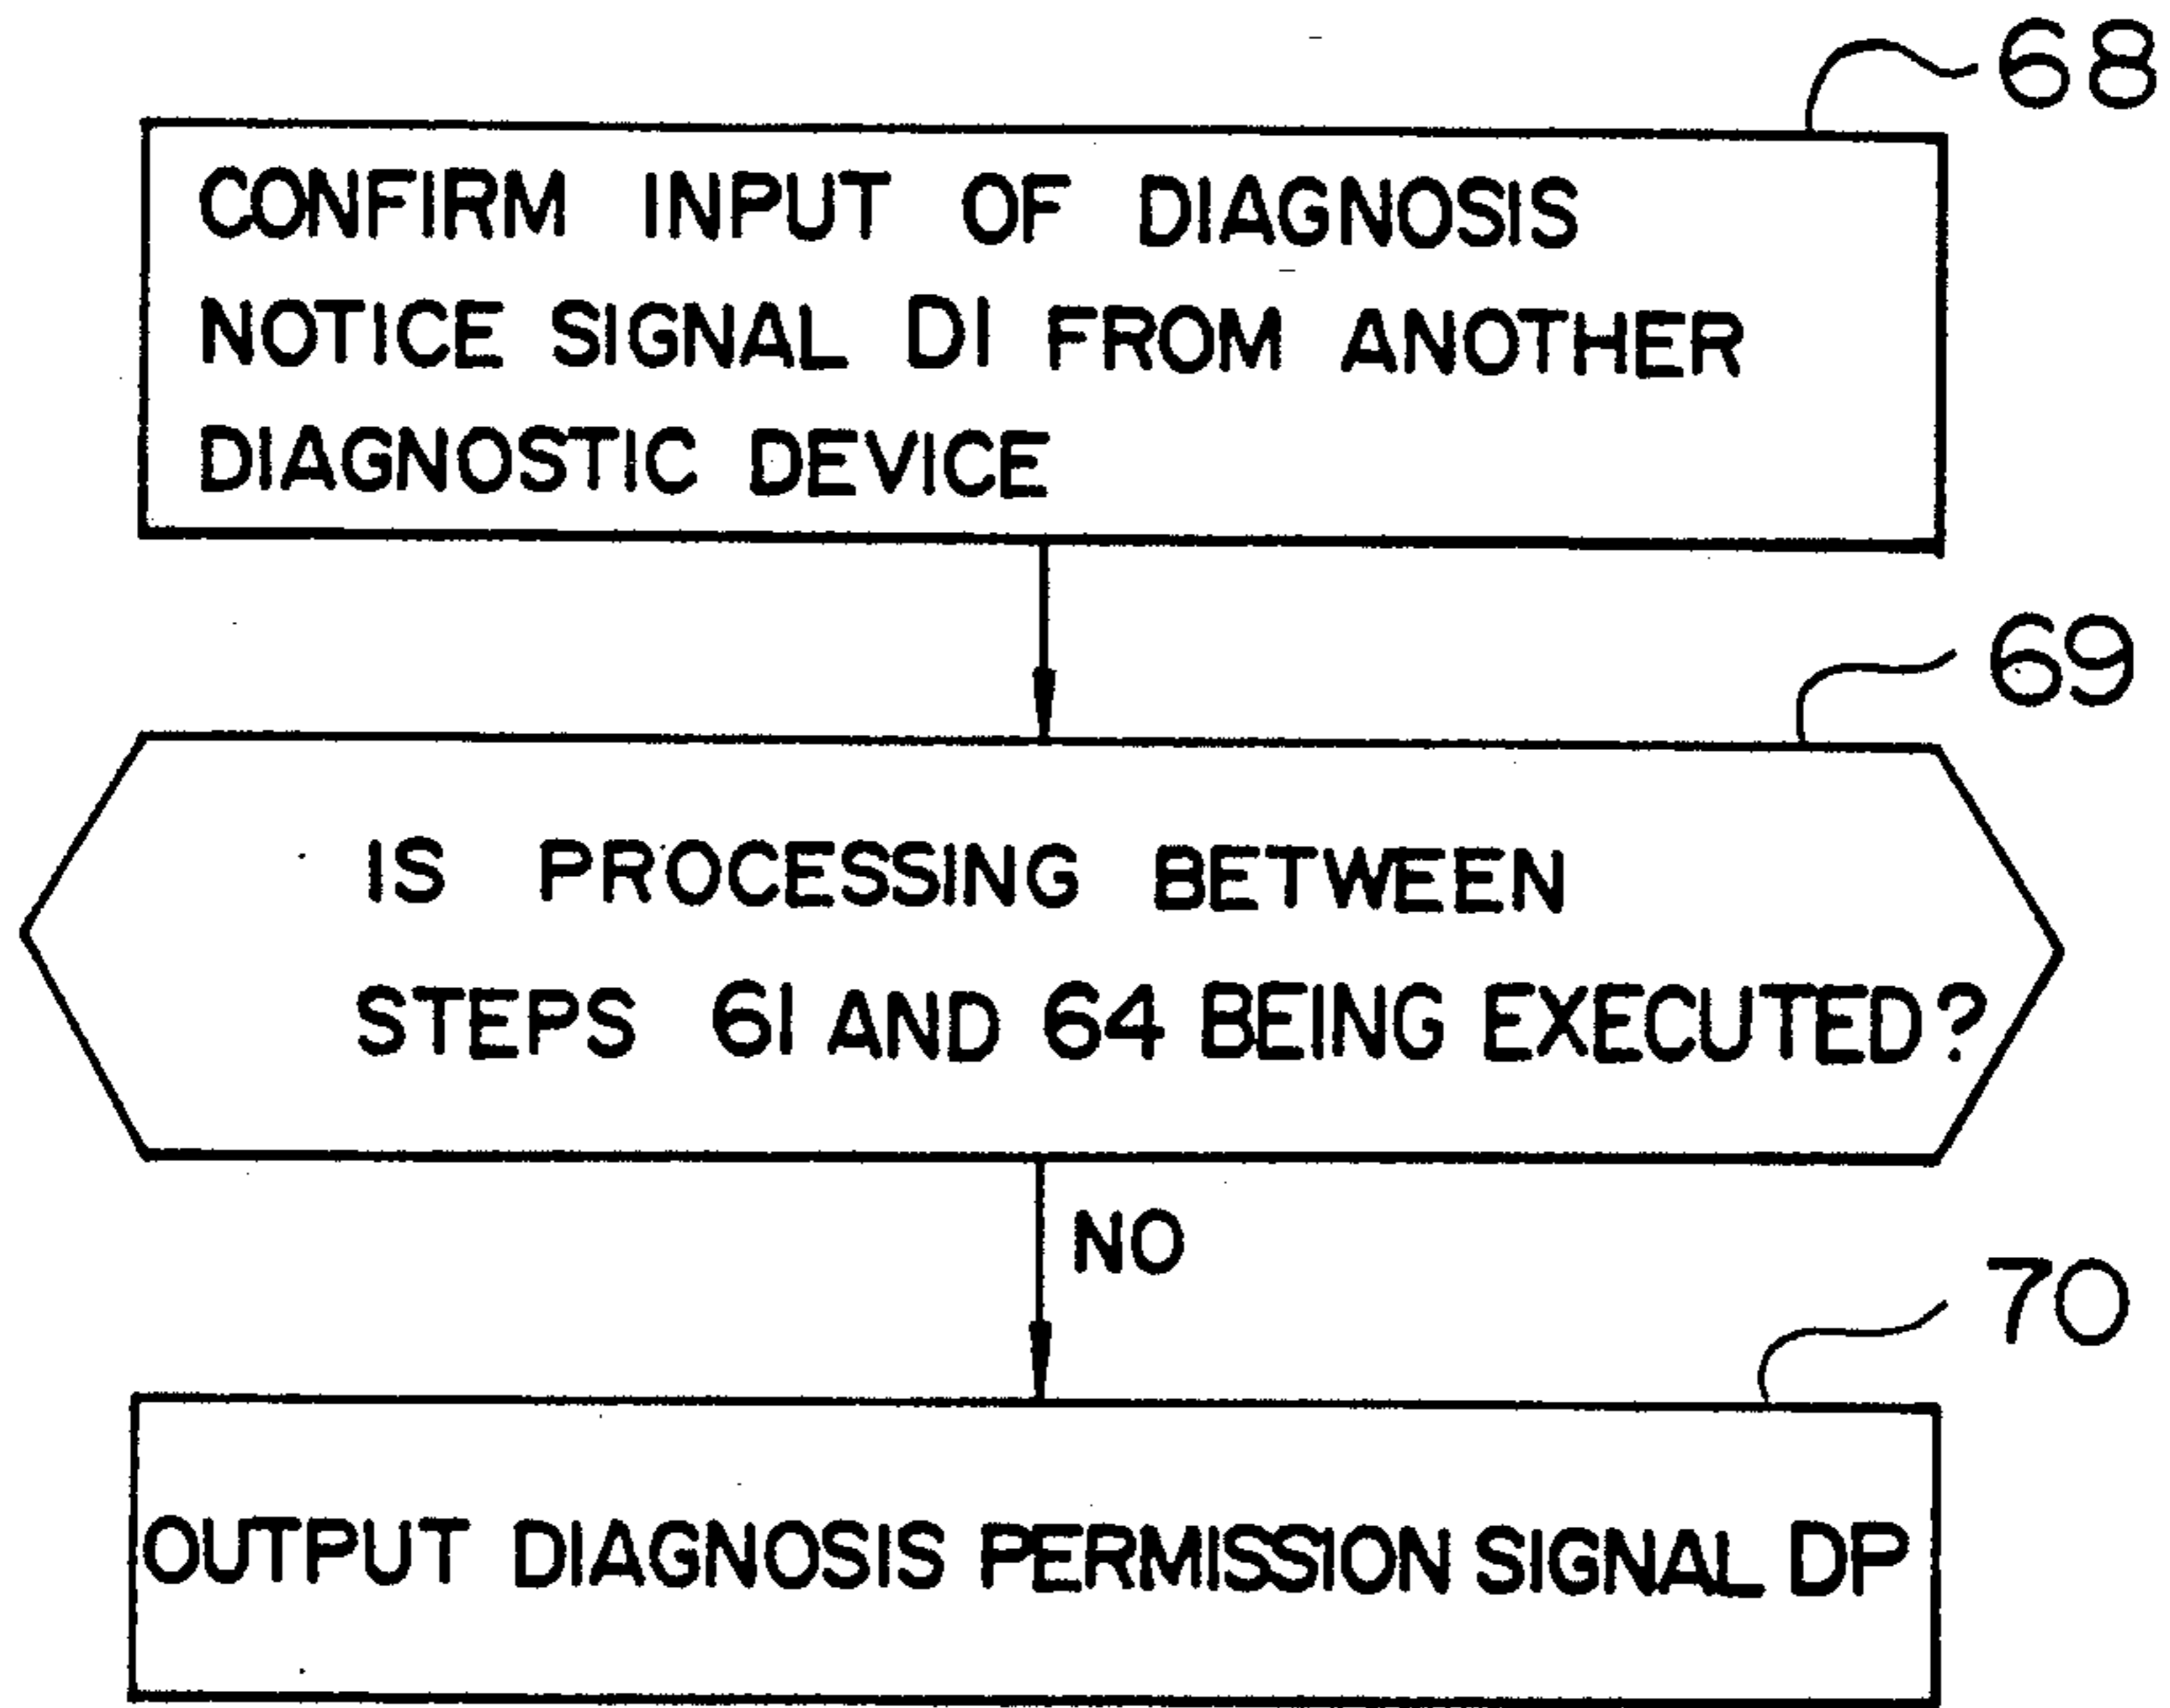 68
CONFIRM INPUT OF DIAGNOSIS
NOTICE SIGNAL DI FROM ANOTHER
DIAGNOSTIC DEVICE
69
IS PROCESSING BETWEEN
STEPS 61 AND 64 BEING EXECUTED?
NO
70
OUTPUT DIAGNOSIS PERMISSION SIGNAL DP